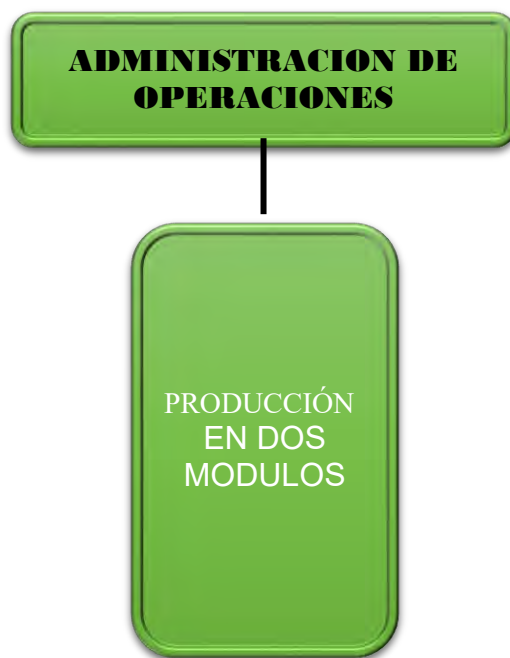 ADMINISTRACION DE
OPERACIONES
PRODUCCIÓN
EN DOS
MODULOS